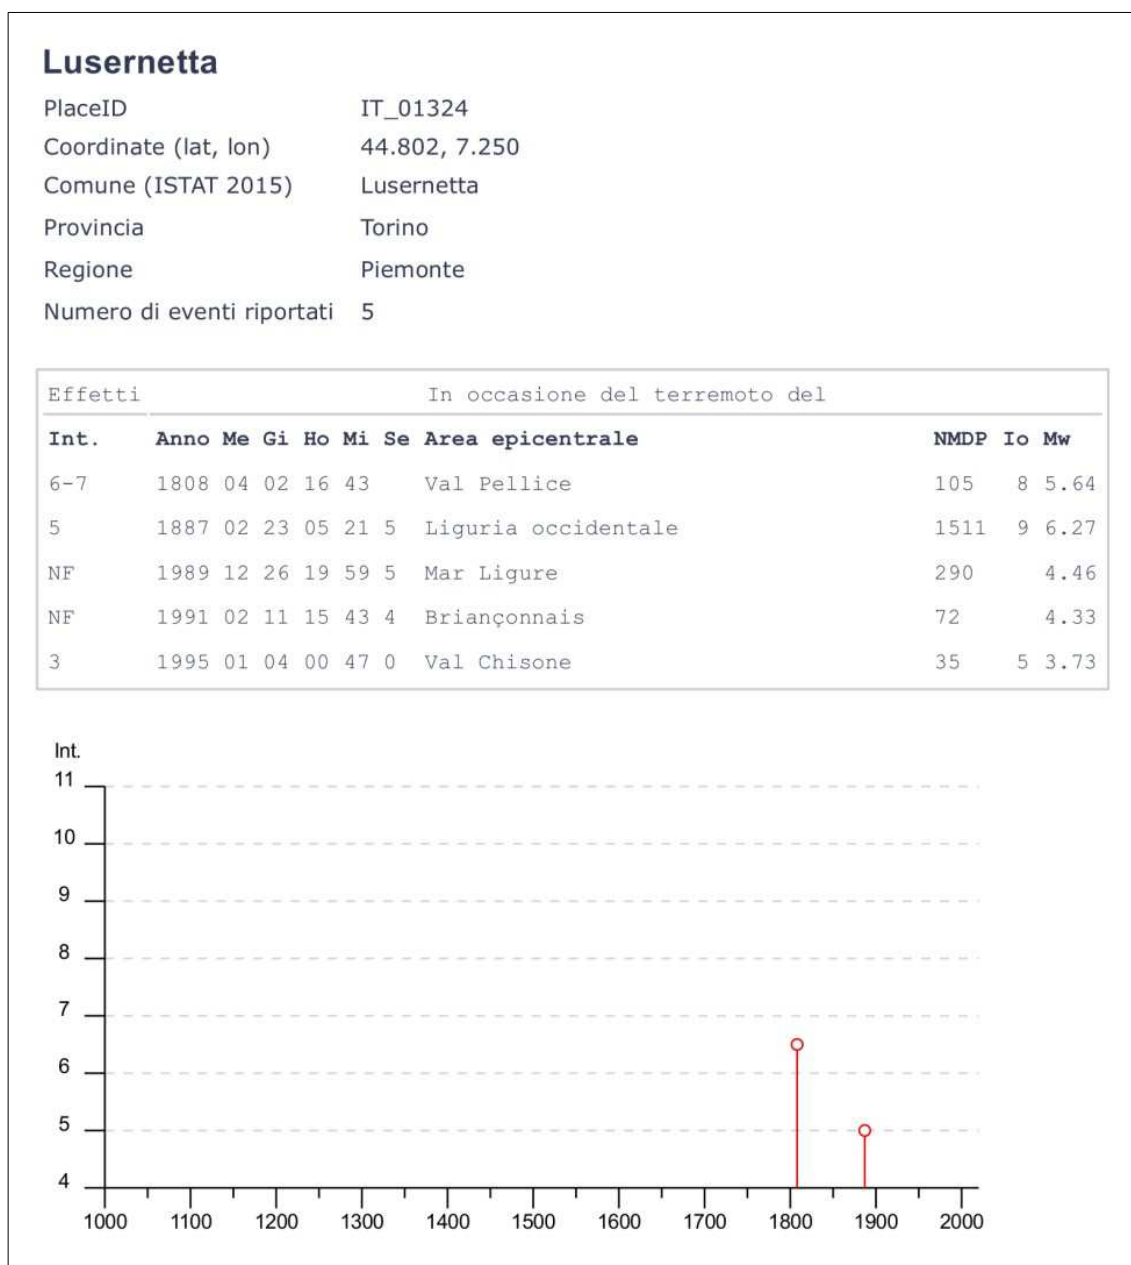 Lusernetta
PlaceID IT_01324
Coordinate (lat, lon) 44.802, 7.250
Comune (ISTAT 2015) Lusernetta
Provincia Torino
Regione Piemonte
Numero di eventi riportati 5
Effetti In occasione del terremoto del
Int. Anno Me Gi Ho Mi Se Area epicentrale NMDP Io Mw
6-7 1808 04 02 16 43 Val Pellice 105 8 5.64
5 1887 02 23 05 21 5 Liguria occidentale 1511 9 6.27
NF 1989 12 26 19 59 5 Mar Ligure 290 4.46
NF 1991 02 11 15 43 4 Briançonnais 72 4.33
3 1995 01 04 00 47 0 Val Chisone 35 5 3.73
Int.
11
10
9
8
7
6
5
4
1000 1100 1200 1300 1400 1500 1600 1700 1800 1900 2000